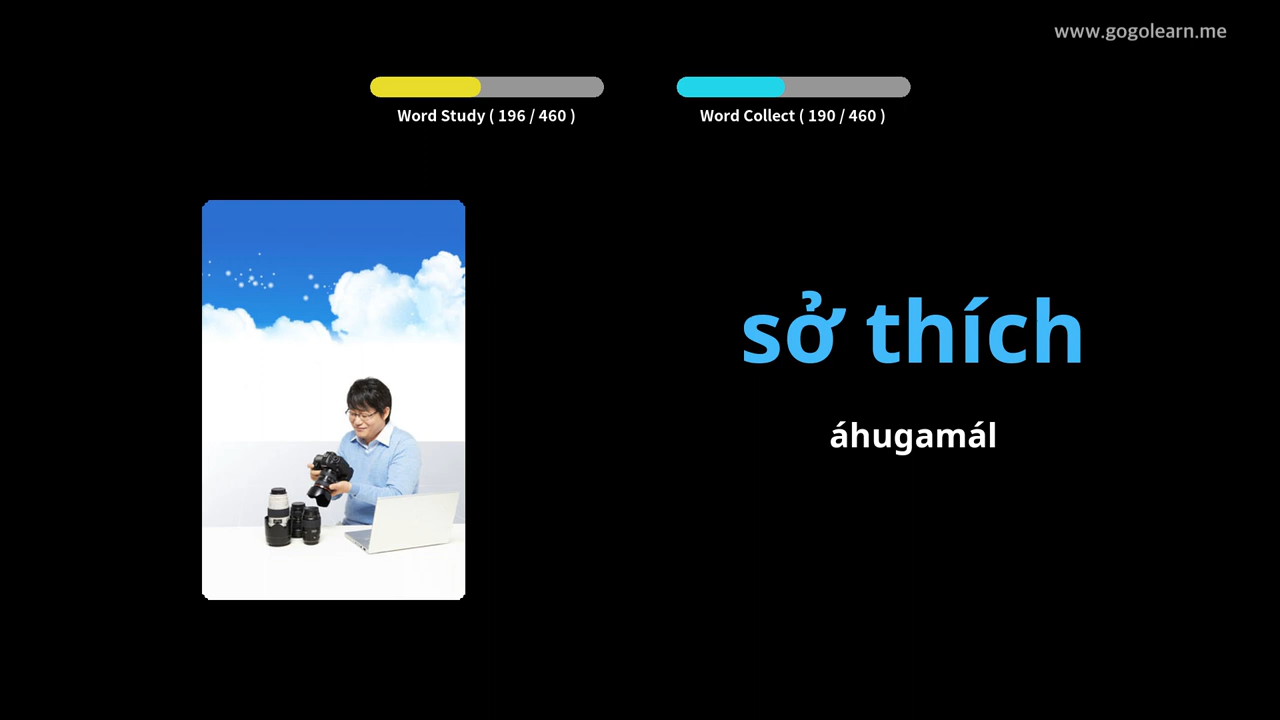 www.gogolearn.me
Word Study ( 196 / 460 )
Word Collect ( 190 / 460 )
sở thích
áhugamál